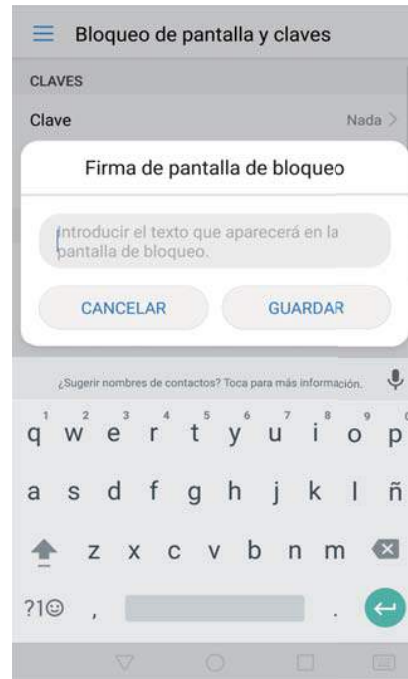 Bloqueo de pantalla y claves
CLAVES
Clave Nada
Firma de pantalla de bloqueo
Introducir el texto que aparecerá en la
pantalla de bloqueo.
CANCELAR GUARDAR
¿Sugerir nombres de contactos? Toca para más información.
1 2 3 4 5 6 7 8 9 0
q w e r t y u i o p
a s d f g h j k l ñ
z x c v b n m
?1☺ , .